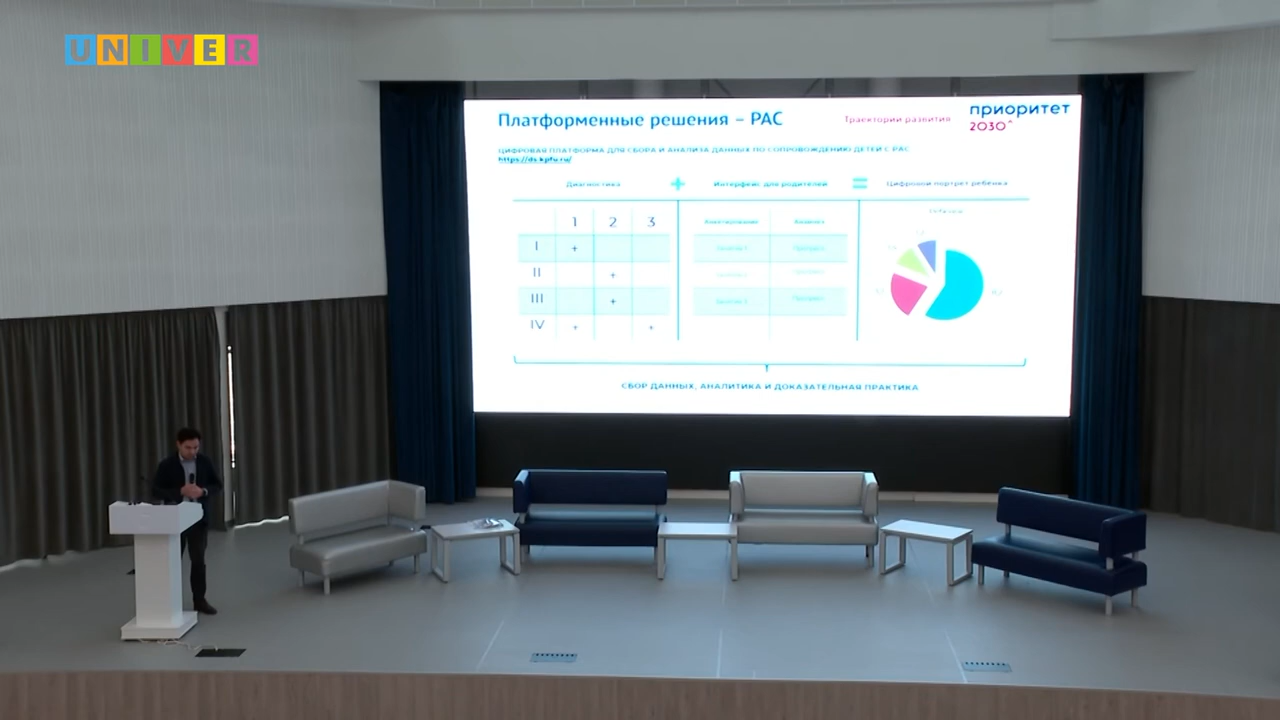 UNIVER
Платформенные решения – РАС
Траектории развития
приоритет
2030^
ЦИФРОВАЯ ПЛАТФОРМА ДЛЯ СБОРА И АНАЛИЗА ДАННЫХ ПО СОПРОВОЖДЕНИЮ ДЕТЕЙ С РАС
https://ds.kpfu.ru/
Диагностика + Интерфейс для родителей = Цифровой портрет ребенка
1 2 3
I +
II +
III +
IV + +
СБОР ДАННЫХ, АНАЛИТИКА И ДОКАЗАТЕЛЬНАЯ ПРАКТИКА